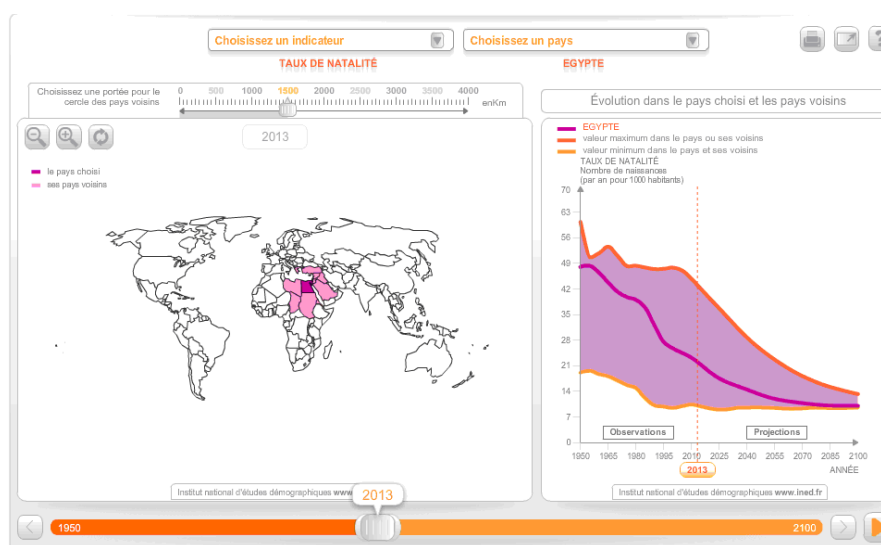 Choisissez un indicateur
Choisissez un pays
TAUX DE NATALITÉ
EGYPTE
?
Choisissez une portée pour le
cercle des pays voisins
0 500 1000 1500 2000 2500 3000 3500 4000
enKm
Évolution dans le pays choisi et les pays voisins
2013
le pays choisi
ses pays voisins
EGYPTE
valeur maximum dans le pays ou ses voisins
valeur minimum dans le pays et ses voisins
TAUX DE NATALITÉ
Nombre de naissances
(par an pour 1000 habitants)
70
63
56
49
42
35
28
21
14
7
0
Observations
Projections
1950 1965 1980 1995 2010 2025 2040 2055 2070 2085 2100
2013
ANNÉE
Institut national d'études démographiques www.
Institut national d'études démographiques www.ined.fr
2013
1950
2100